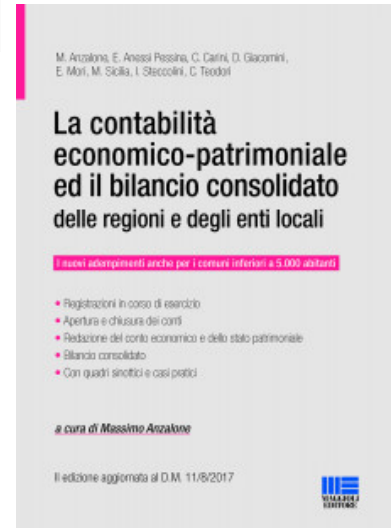 M. Anzalone, E. Anessi Pessina, C. Carini, D. Giacomini,
E. Mori, M. Sicilia, I. Steccolini, C. Teodori
La contabilità
economico-patrimoniale
ed il bilancio consolidato
delle regioni e degli enti locali
I nuovi adempimenti anche per i comuni inferiori a 5.000 abitanti
• Registrazioni in corso di esercizio
• Apertura e chiusura dei conti
• Redazione del conto economico e dello stato patrimoniale
• Bilancio consolidato
• Con quadri sinottici e casi pratici
a cura di Massimo Anzalone
II edizione aggiornata al D.M. 11/8/2017
MAGGIOLI
EDITORE